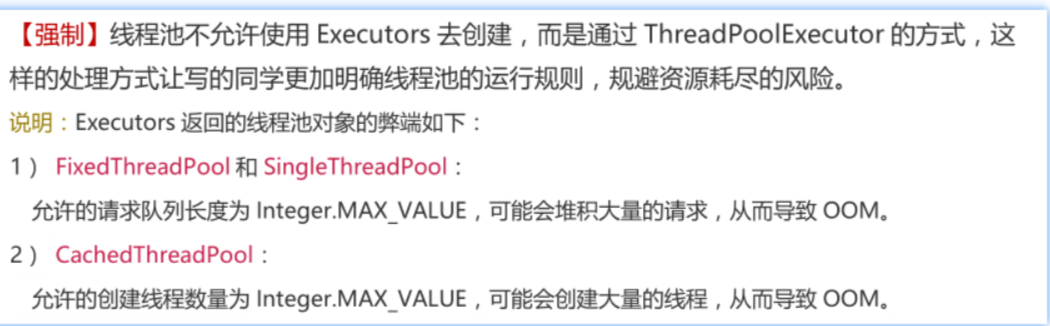 【强制】线程池不允许使用 Executors 去创建，而是通过 ThreadPoolExecutor 的方式，这
样的处理方式让写的同学更加明确线程池的运行规则，规避资源耗尽的风险。
说明：Executors 返回的线程池对象的弊端如下：
1） FixedThreadPool 和 SingleThreadPool：
允许的请求队列长度为 Integer.MAX_VALUE，可能会堆积大量的请求，从而导致 OOM。
2） CachedThreadPool：
允许的创建线程数量为 Integer.MAX_VALUE，可能会创建大量的线程，从而导致 OOM。